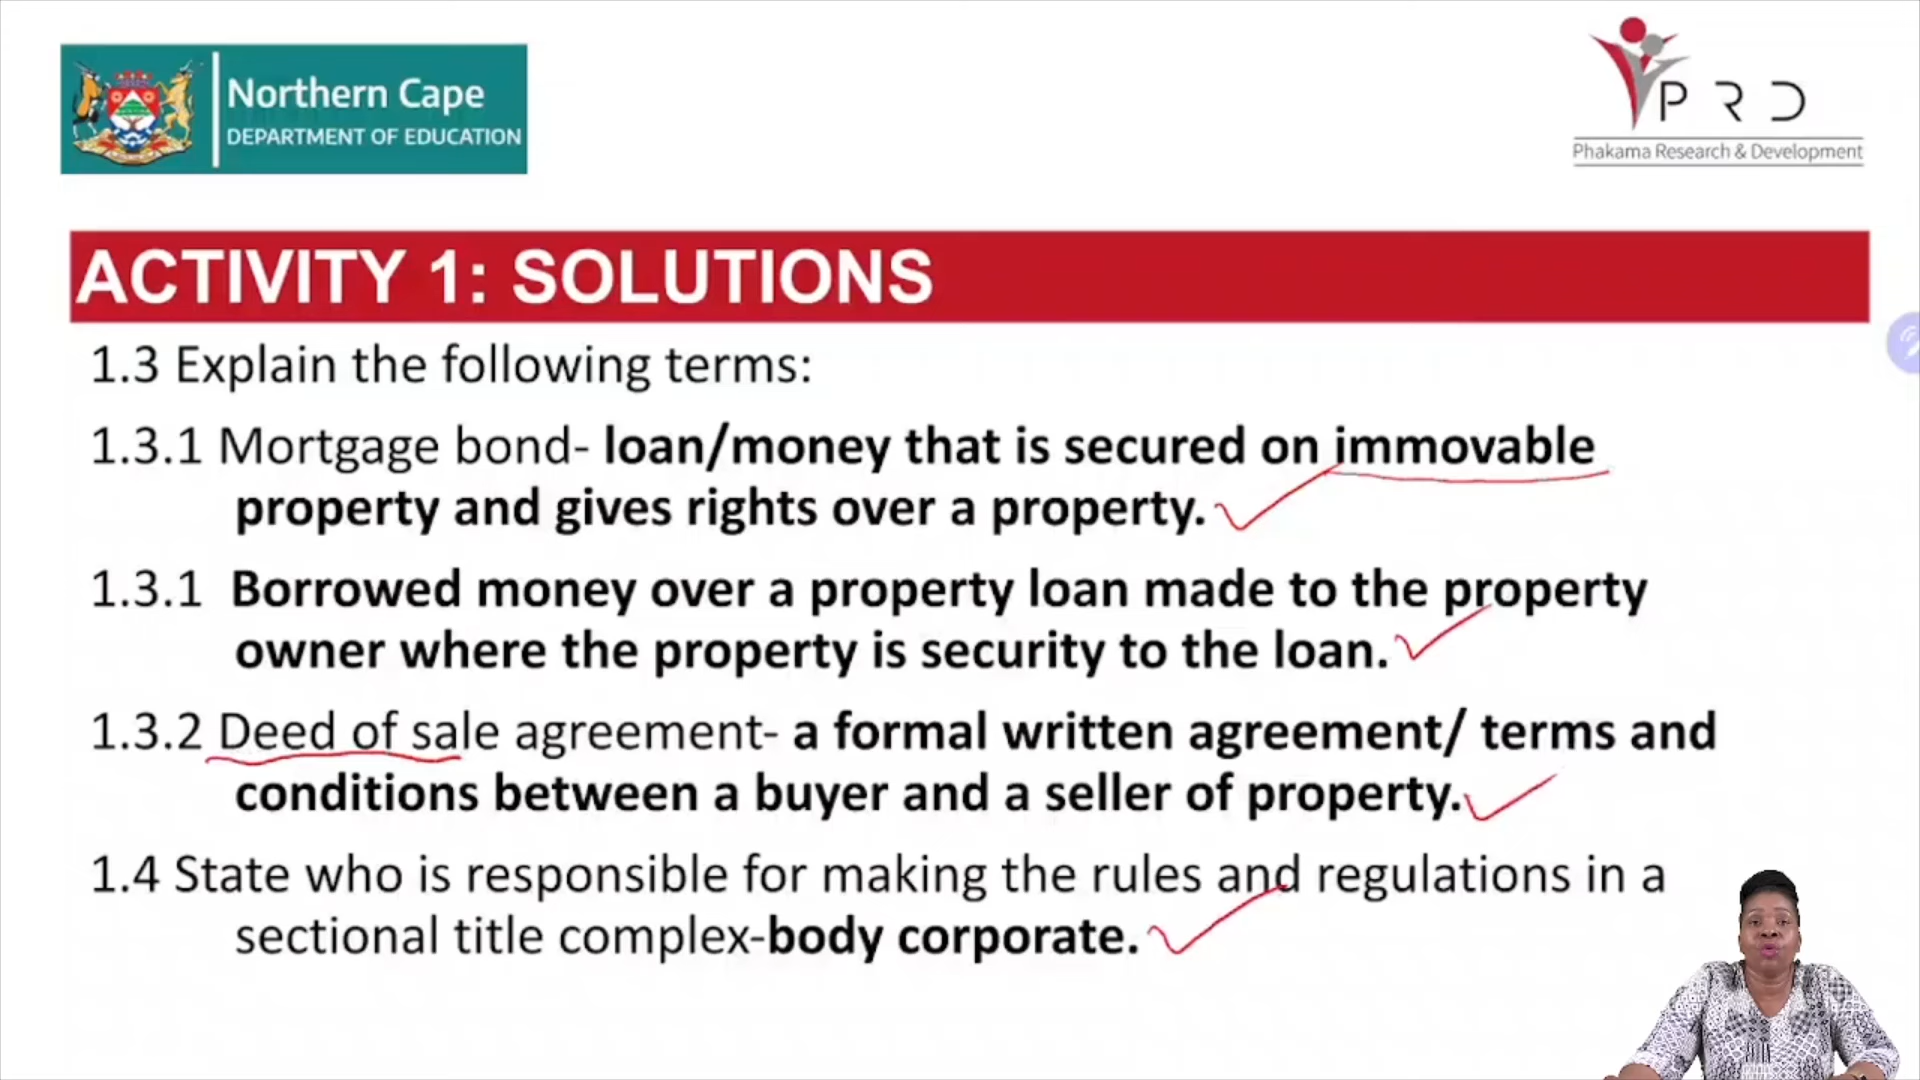 Northern Cape
DEPARTMENT OF EDUCATION
PRD
Phakama Research & Development
ACTIVITY 1: SOLUTIONS
1.3 Explain the following terms:
1.3.1 Mortgage bond- loan/money that is secured on immovable
property and gives rights over a property.
1.3.1 Borrowed money over a property loan made to the property
owner where the property is security to the loan.
1.3.2 Deed of sale agreement- a formal written agreement/ terms and
conditions between a buyer and a seller of property.
1.4 State who is responsible for making the rules and regulations in a
sectional title complex-body corporate.